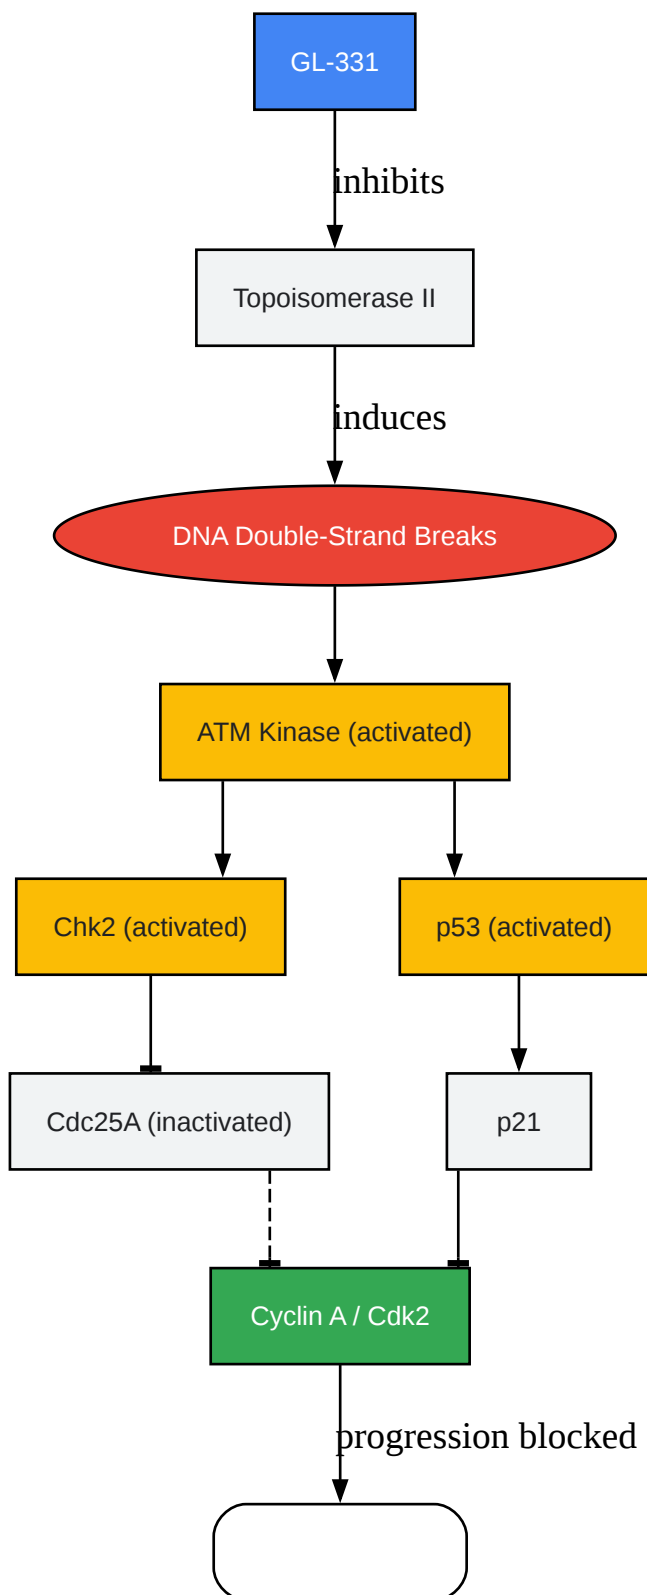 GL-331
inhibits
Topoisomerase II
induces
DNA Double-Strand Breaks
ATM Kinase (activated)
Chk2 (activated)
p53 (activated)
Cdc25A (inactivated)
p21
Cyclin A / Cdk2
progression blocked